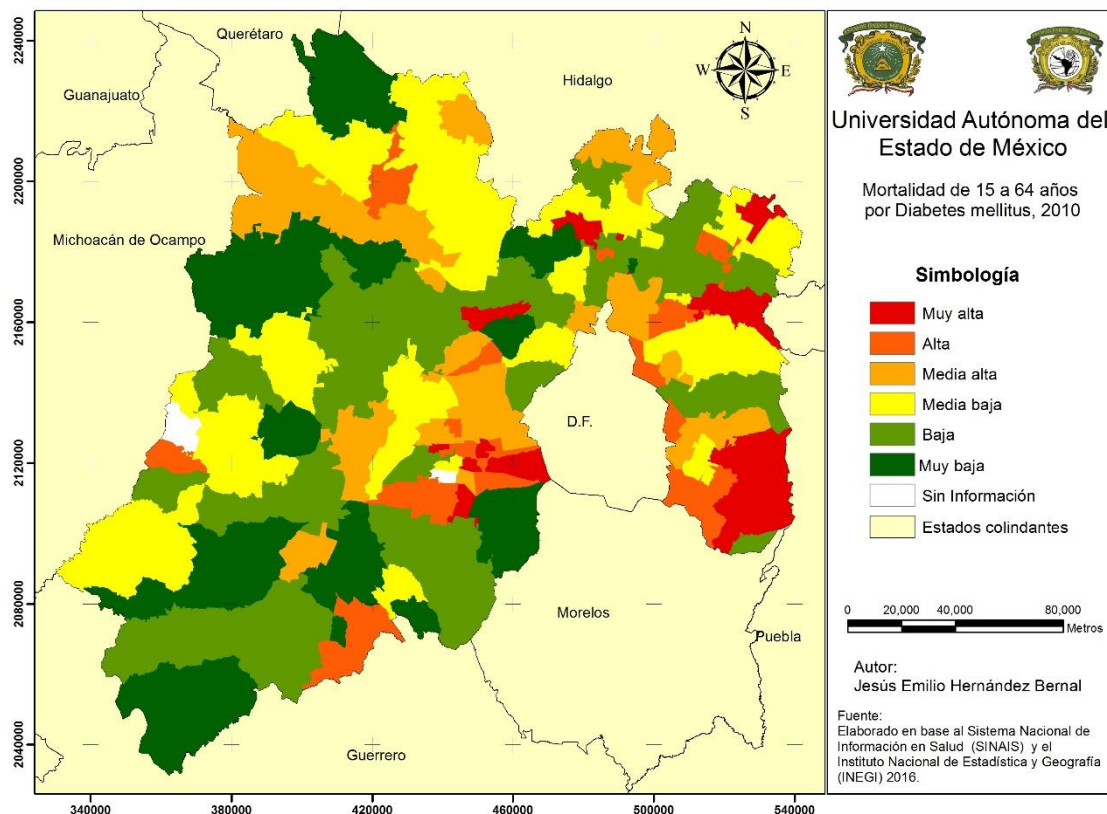 2240000
2200000
2160000
2120000
2080000
2040000
340000
380000
420000
460000
500000
540000
Querétaro
Guanajuato
Hidalgo
Michoacán de Ocampo
D.F.
Morelos
Puebla
Guerrero
N
W
E
S
Universidad Autónoma del
Estado de México
Mortalidad de 15 a 64 años
por Diabetes mellitus, 2010
Simbología
Muy alta
Alta
Media alta
Media baja
Baja
Muy baja
Sin Información
Estados colindantes
0 20,000 40,000 80,000
Metros
Autor:
Jesús Emilio Hernández Bernal
Fuente:
Elaborado en base al Sistema Nacional de
Información en Salud (SINAIS) y el
Instituto Nacional de Estadística y Geografía
(INEGI) 2016.